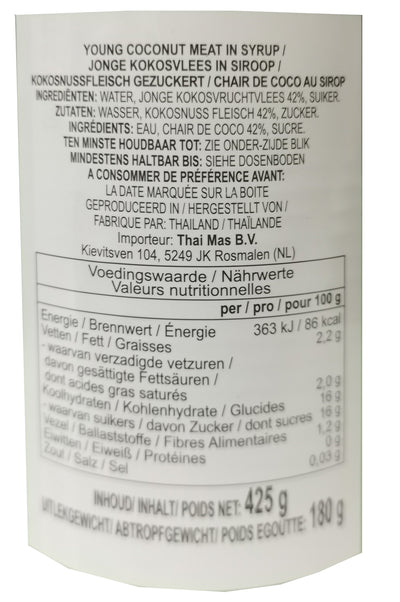 YOUNG COCONUT MEAT IN SYRUP /
JONGE KOKOSVLEES IN SIROOP /
KOKOSNUSSFLEISCH GEZUCKERT / CHAIR DE COCO AU SIROP
INGREDIËNTEN: WATER, JONGE KOKOSVRUCHTVLEES 42%, SUIKER.
ZUTATEN: WASSER, KOKOSNUSS FLEISCH 42%, ZUCKER.
INGRÉDIENTS: EAU, CHAIR DE COCO 42%, SUCRE.
TEN MINSTE HOUDBAAR TOT: ZIE ONDER-ZIJDE BLIK
MINDESTENS HALTBAR BIS: SIEHE DOSENBODEN
A CONSOMMER DE PRÉFÉRENCE AVANT:
LA DATE MARQUÉE SUR LA BOITE
GEPRODUCEERD IN / HERGESTELLT VON /
FABRIQUE PAR: THAILAND / THAÏLANDE
Importeur: Thai Mas B.V.
Kievitsven 104, 5249 JK Rosmalen (NL)
Voedingswaarde / Nährwerte
Valeurs nutritionnelles
per / pro / pour 100 g
Energie / Brennwert / Énergie 363 kJ / 86 kcal
Vetten / Fett / Graisses 2,2 g
- waarvan verzadigde vetzuren /
davon gesättigte Fettsäuren /
dont acides gras saturés 2,0 g
Koolhydraten / Kohlenhydrate / Glucides 16 g
- waarvan suikers / davon Zucker / dont sucres 16 g
Vezel / Ballaststoffe / Fibres Alimentaires 1,2 g
Eiwitten / Eiweiß / Protéines 0 g
Zout / Salz / Sel 0,03 g
INHOUD/ INHALT/ POIDS NET: 425 g
UITLEKGEWICHT/ ABTROPFGEWICHT/ POIDS EGOUTTE: 180 g